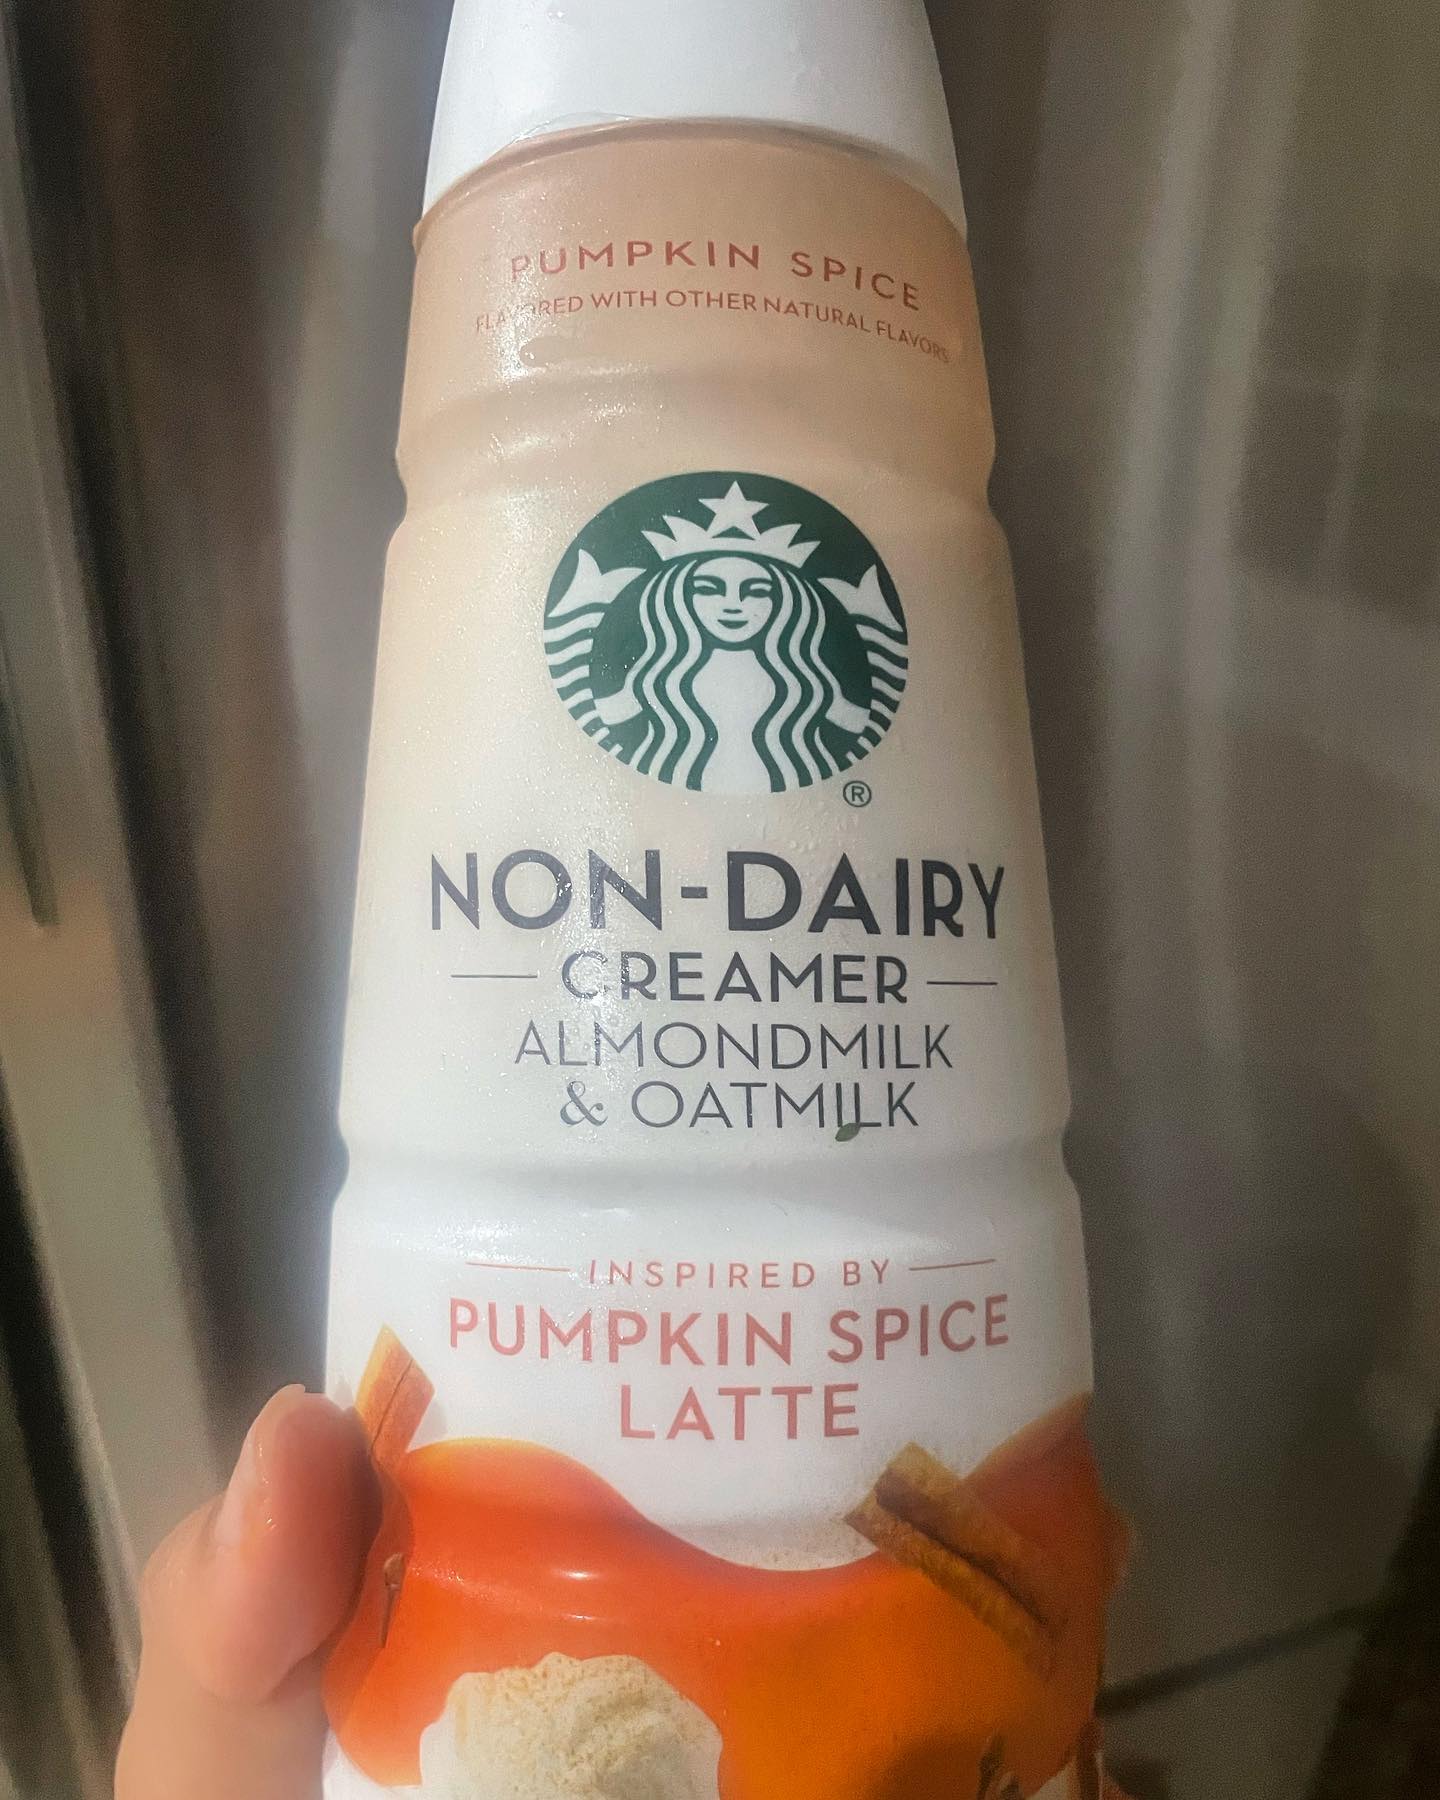 PUMPKIN SPICE
FLAVORED WITH OTHER NATURAL FLAVORS
®
NON-DAIRY
CREAMER
ALMONDMILK
& OATMILK
INSPIRED BY
PUMPKIN SPICE
LATTE